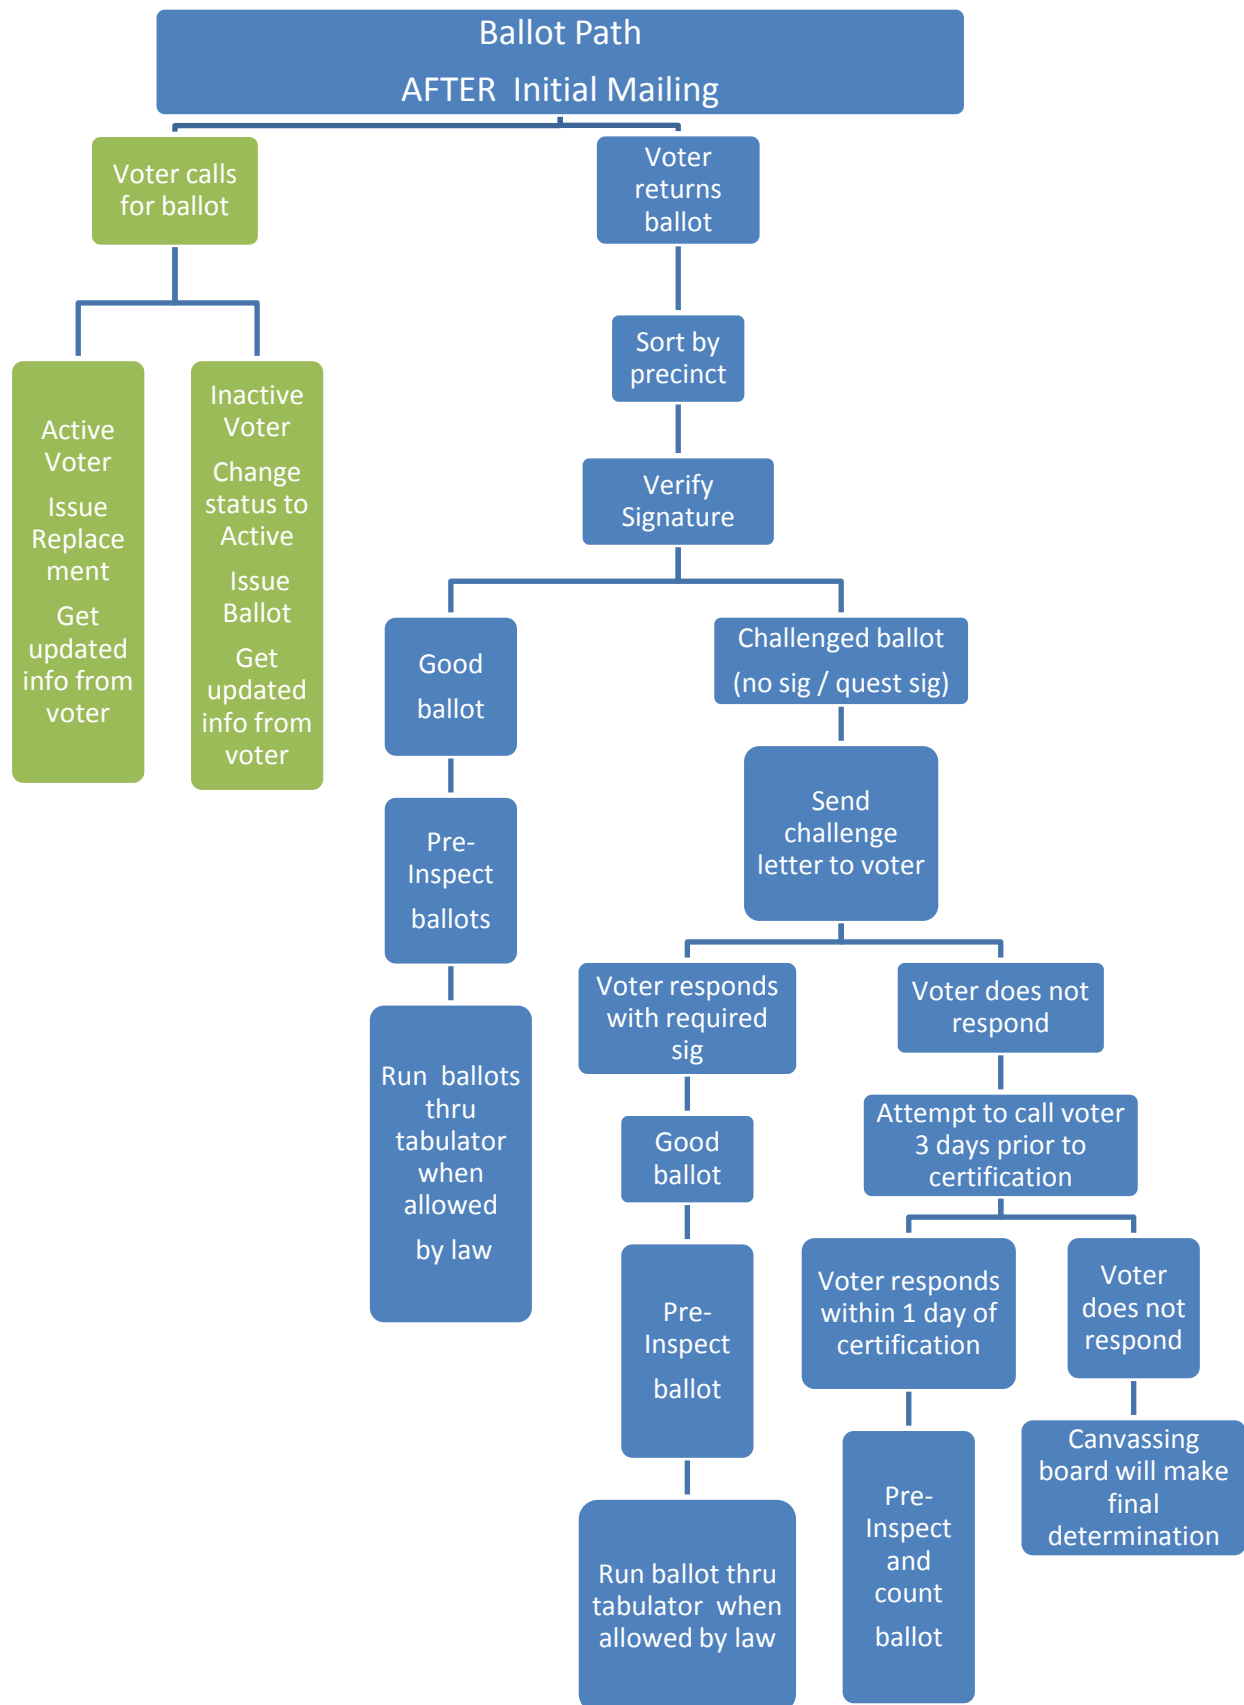 Ballot Path
AFTER Initial Mailing
Voter calls
for ballot
Voter
returns
ballot
Active
Voter
Issue
Replace
ment
Get
updated
info from
voter
Inactive
Voter
Change
status to
Active
Issue
Ballot
Get
updated
info from
voter
Sort by
precinct
Verify
Signature
Good
ballot
Pre-
Inspect
ballots
Run ballots
thru
tabulator
when
allowed
by law
Challenged ballot
(no sig / quest sig)
Send
challenge
letter to voter
Voter responds
with required
sig
Good
ballot
Pre-
Inspect
ballot
Run ballot thru
tabulator when
allowed by law
Voter does not
respond
Attempt to call voter
3 days prior to
certification
Voter responds
within 1 day of
certification
Pre-
Inspect
and
count
ballot
Voter
does not
respond
Canvassing
board will make
final
determination